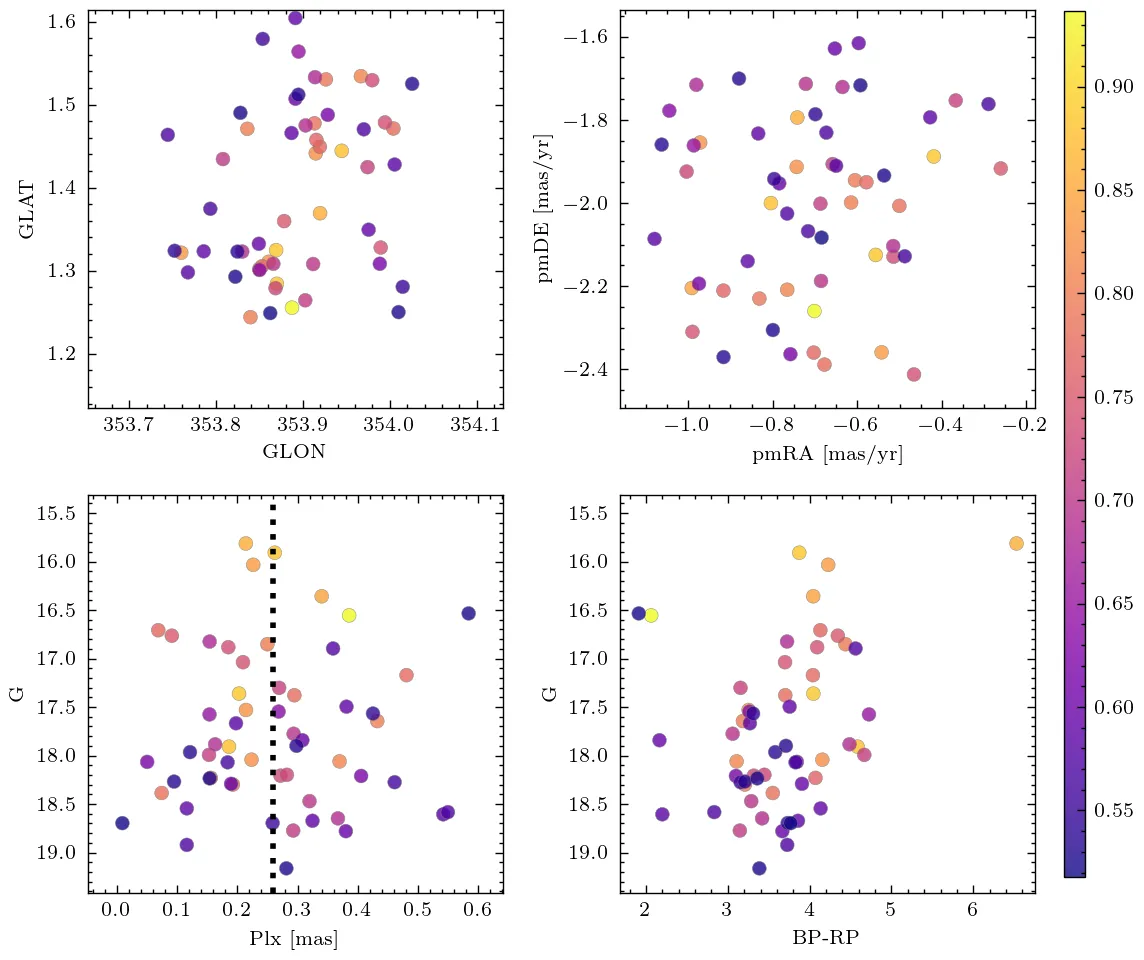 1.6
1.5
1.4
1.3
1.2
GLAT
353.7 353.8 353.9 354.0 354.1
GLON
−1.6
−1.8
−2.0
−2.2
−2.4
pmDE [mas/yr]
−1.0 −0.8 −0.6 −0.4 −0.2
pmRA [mas/yr]
0.90
0.85
0.80
0.75
0.70
0.65
0.60
0.55
15.5
16.0
16.5
17.0
17.5
18.0
18.5
19.0
G
0.0 0.1 0.2 0.3 0.4 0.5 0.6
Plx [mas]
15.5
16.0
16.5
17.0
17.5
18.0
18.5
19.0
G
2 3 4 5 6
BP-RP